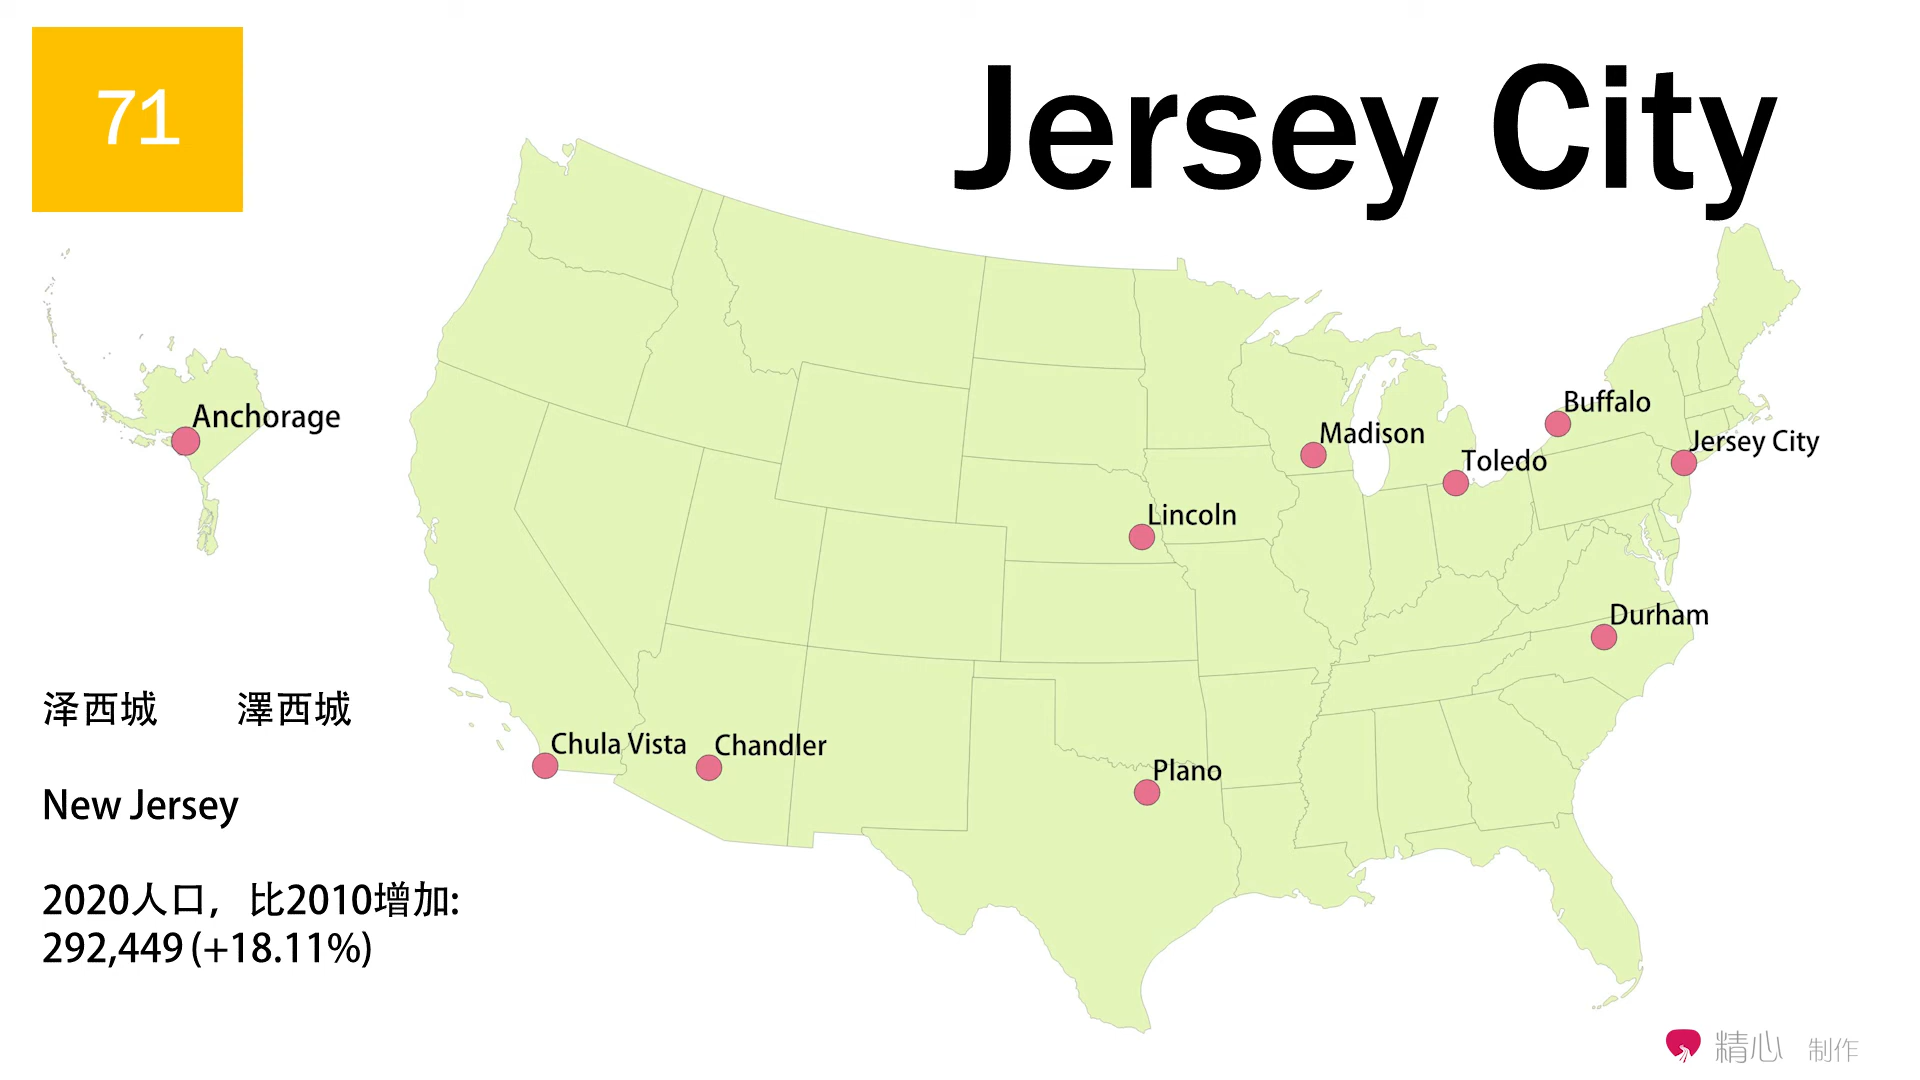 71
Jersey City
Anchorage
Buffalo
Madison
Jersey City
Toledo
Lincoln
Durham
泽西城 澤西城
Chula Vista
Chandler
Plano
New Jersey
2020人口，比2010增加:
292,449 (+18.11%)
精心 制作